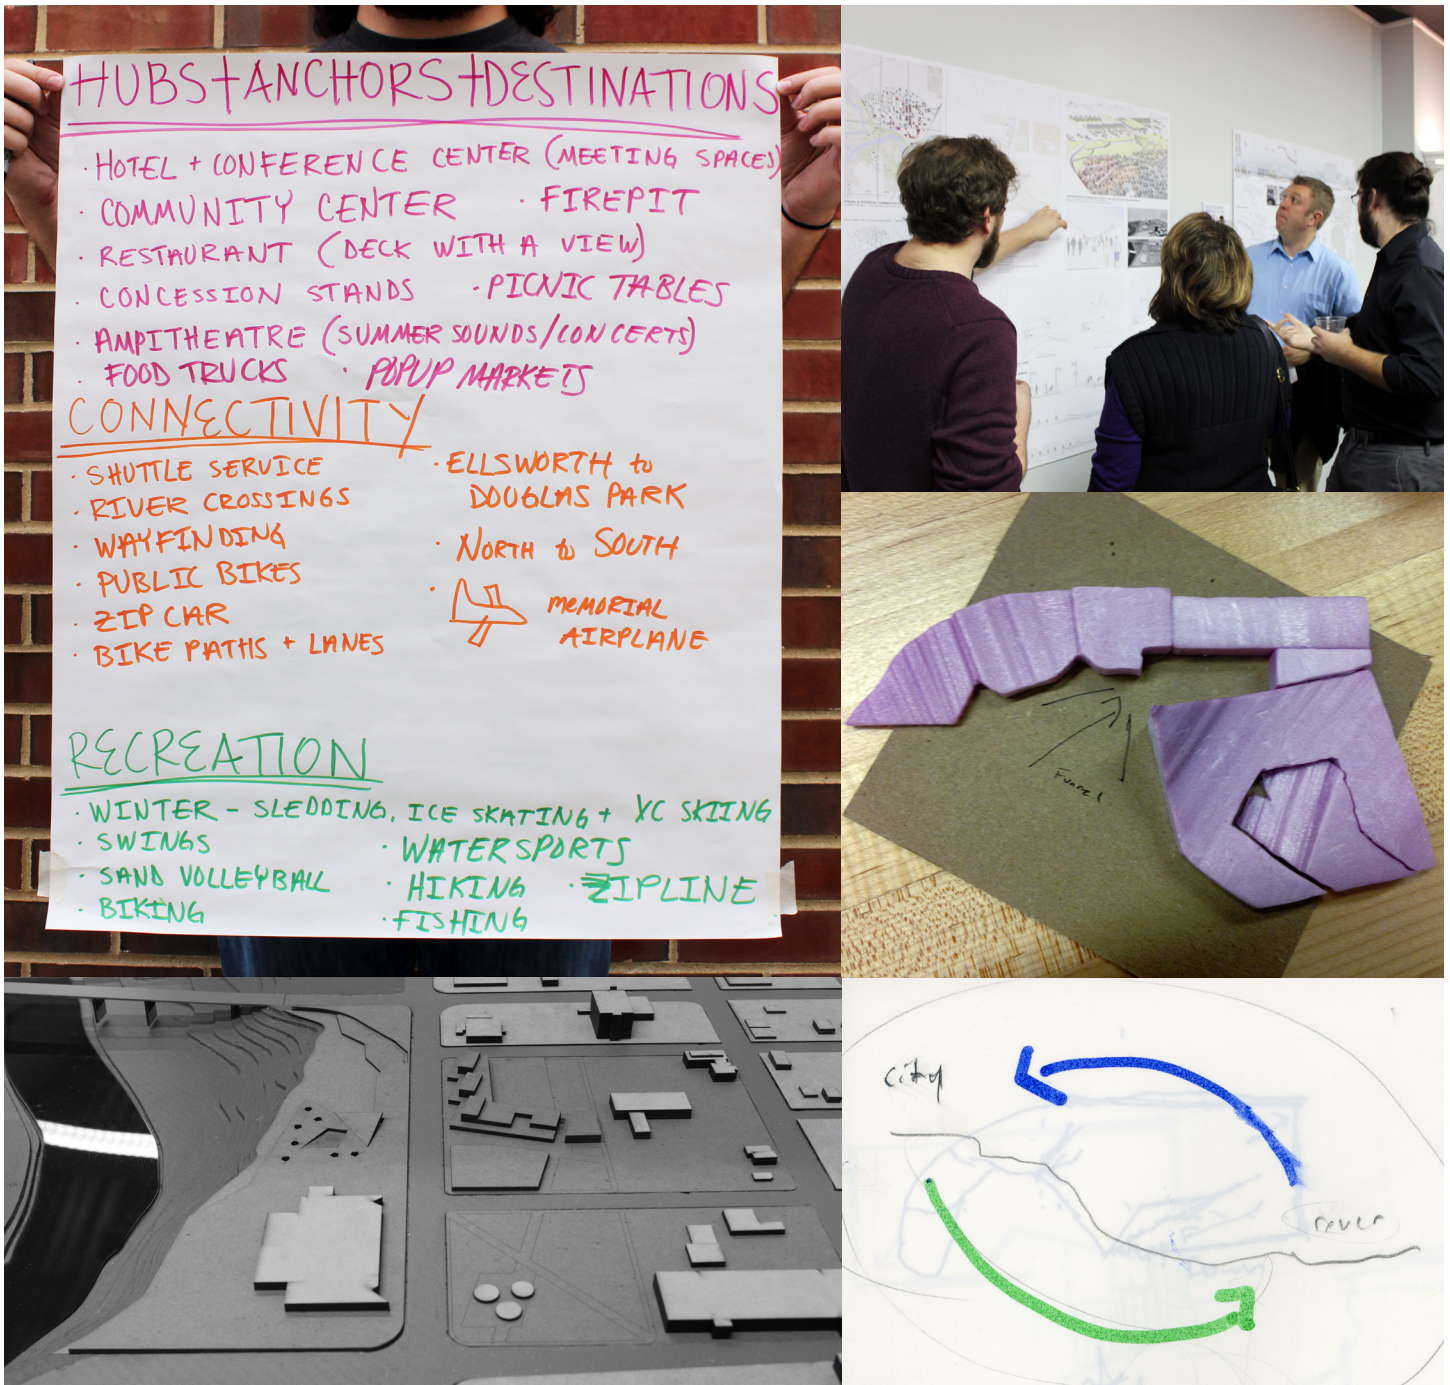 HUBS+ANCHORS+DESTINATIONS
· HOTEL + CONFERENCE CENTER (MEETING SPACES)
· COMMUNITY CENTER · FIREPIT
· RESTAURANT (DECK WITH A VIEW)
· CONCESSION STANDS · PICNIC TABLES
· AMPITHEATRE (SUMMER SOUNDS/CONCERTS)
· FOOD TRUCKS · POPUP MARKETS
CONNECTIVITY
· SHUTTLE SERVICE
· RIVER CROSSINGS
· WAYFINDING
· PUBLIC BIKES
· ZIP CAR
· BIKE PATHS + LANES
· ELLSWORTH to
DOUGLAS PARK
· NORTH to SOUTH
· MEMORIAL
AIRPLANE
RECREATION
· WINTER - SLEDDING, ICE SKATING + XC SKIING
· SWINGS
· SAND VOLLEYBALL
· BIKING
· WATERSPORTS
· HIKING · ZIPLINE
· FISHING
Funnel
city
river